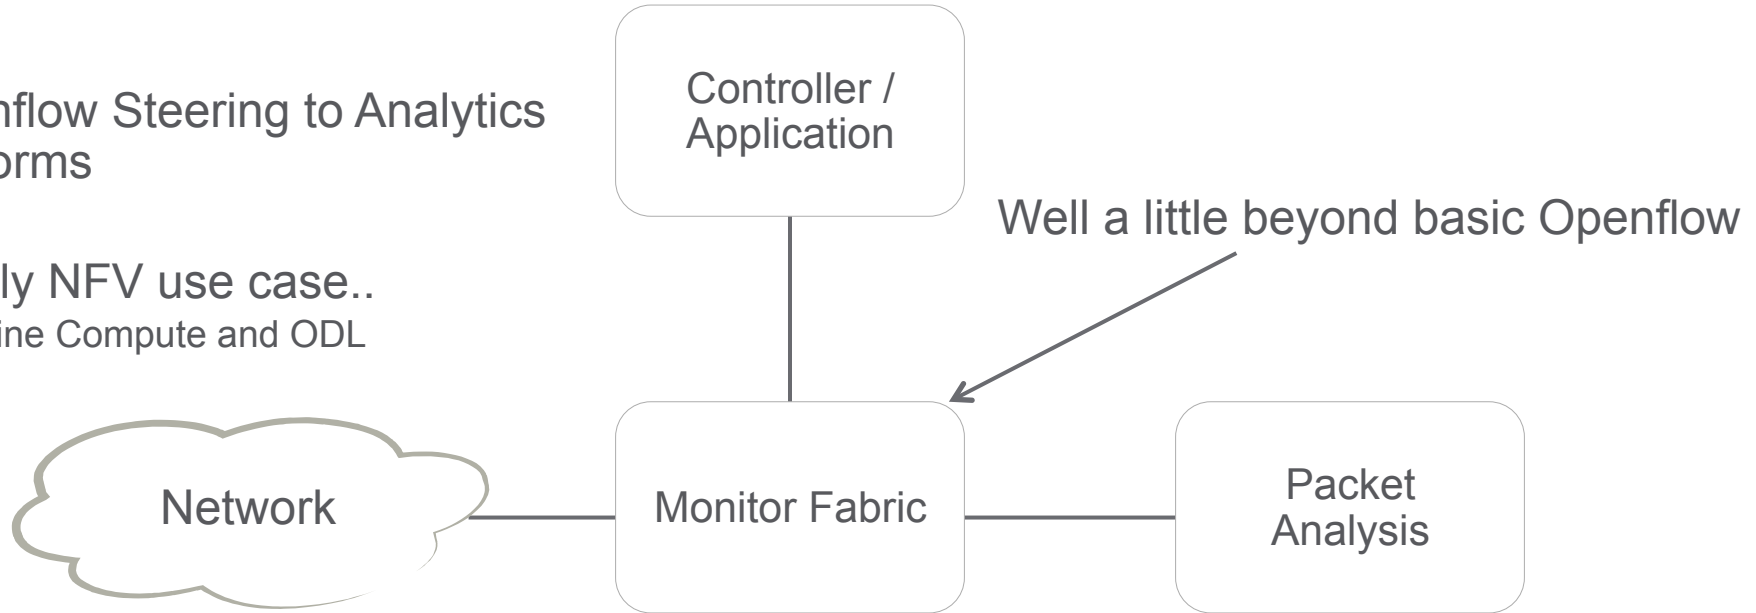 nflow Steering to Analytics
orms
ly NFV use case..
ine Compute and ODL
Controller /
Application
Well a little beyond basic Openflow
Network
Monitor Fabric
Packet
Analysis